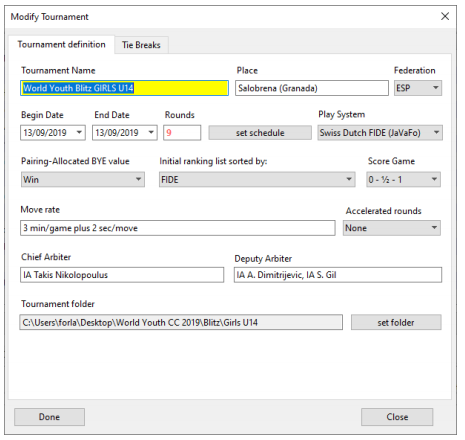 Modify Tournament
Tournament definition Tie Breaks
Tournament Name Place Federation
World Youth Blitz GIRLS U14 Salobrena (Granada) ESP
Begin Date End Date Rounds Play System
13/09/2019 13/09/2019 9 set schedule Swiss Dutch FIDE (JaVaFo)
Pairing-Allocated BYE value Initial ranking list sorted by: Score Game
Win FIDE 0 - ½ - 1
Move rate Accelerated rounds
3 min/game plus 2 sec/move None
Chief Arbiter Deputy Arbiter
IA Takis Nikolopoulus IA A. Dimitrijevic, IA S. Gil
Tournament folder
C:\Users\forla\Desktop\World Youth CC 2019\Blitz\Girls U14 set folder
Done Close